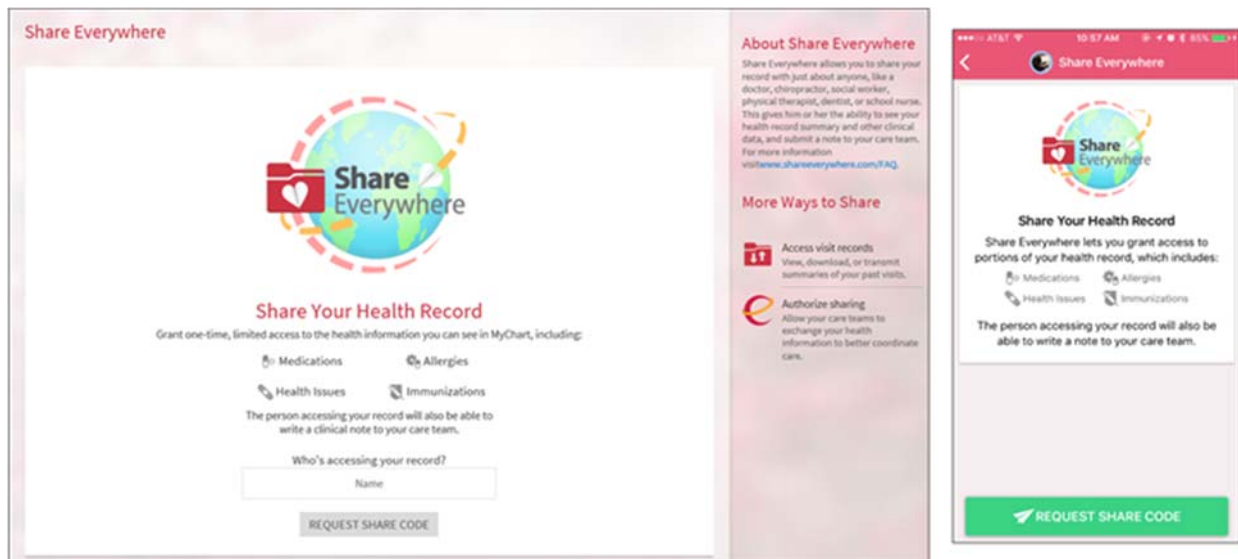 Share Everywhere
Share
Everywhere
Share Your Health Record
Grant one-time, limited access to the health information you can see in MyChart, including:
Medications
Allergies
Health Issues
Immunizations
The person accessing your record will also be able to
write a clinical note to your care team.
Who's accessing your record?
Name
REQUEST SHARE CODE
About Share Everywhere
Share Everywhere allows you to share your
record with just about anyone, like a
doctor, chiropractor, social worker,
physical therapist, dentist, or school nurse.
This gives him or her the ability to see your
health record summary and other clinical
data, and submit a note to your care team.
For more information
visitwww.shareeverywhere.com/FAQ.
More Ways to Share
Access visit records
View, download, or transmit
summaries of your past visits.
Authorize sharing
Allow your care teams to
exchange your health
information to better coordinate
care.
AT&T 10:57 AM 85%
Share Everywhere
Share
Everywhere
Share Your Health Record
Share Everywhere lets you grant access to
portions of your health record, which includes:
Medications
Allergies
Health Issues
Immunizations
The person accessing your record will also be
able to write a note to your care team.
REQUEST SHARE CODE